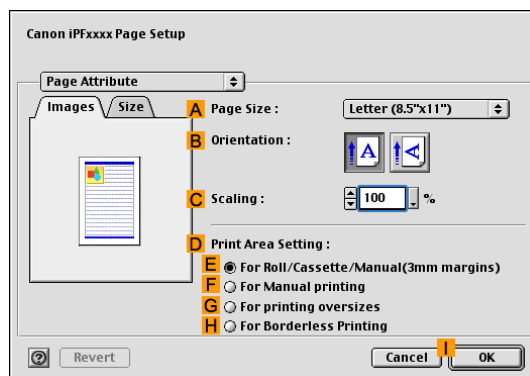 Canon iPFxxxx Page Setup
Page Attribute
Images Size
A Page Size : Letter (8.5"x11")
B Orientation : A A
C Scaling : 100 %
D Print Area Setting :
E For Roll/Cassette/Manual(3mm margins)
F For Manual printing
G For printing oversizes
H For Borderless Printing
I
? Revert Cancel OK